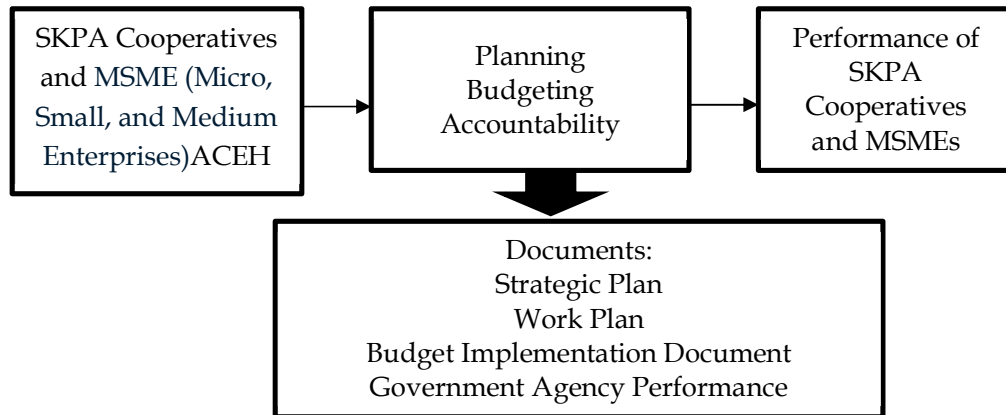 SKPA Cooperatives
and MSME (Micro,
Small, and Medium
Enterprises)ACEH
Planning
Budgeting
Accountability
Performance of
SKPA
Cooperatives
and MSMEs
Documents:
Strategic Plan
Work Plan
Budget Implementation Document
Government Agency Performance